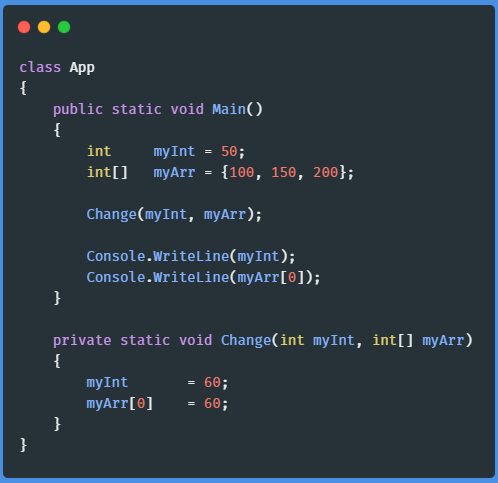 class App
{
    public static void Main()
    {
        int     myInt = 50;
        int[]   myArr = {100, 150, 200};

        Change(myInt, myArr);

        Console.WriteLine(myInt);
        Console.WriteLine(myArr[0]);
    }

    private static void Change(int myInt, int[] myArr)
    {
        myInt       = 60;
        myArr[0]    = 60;
    }
}